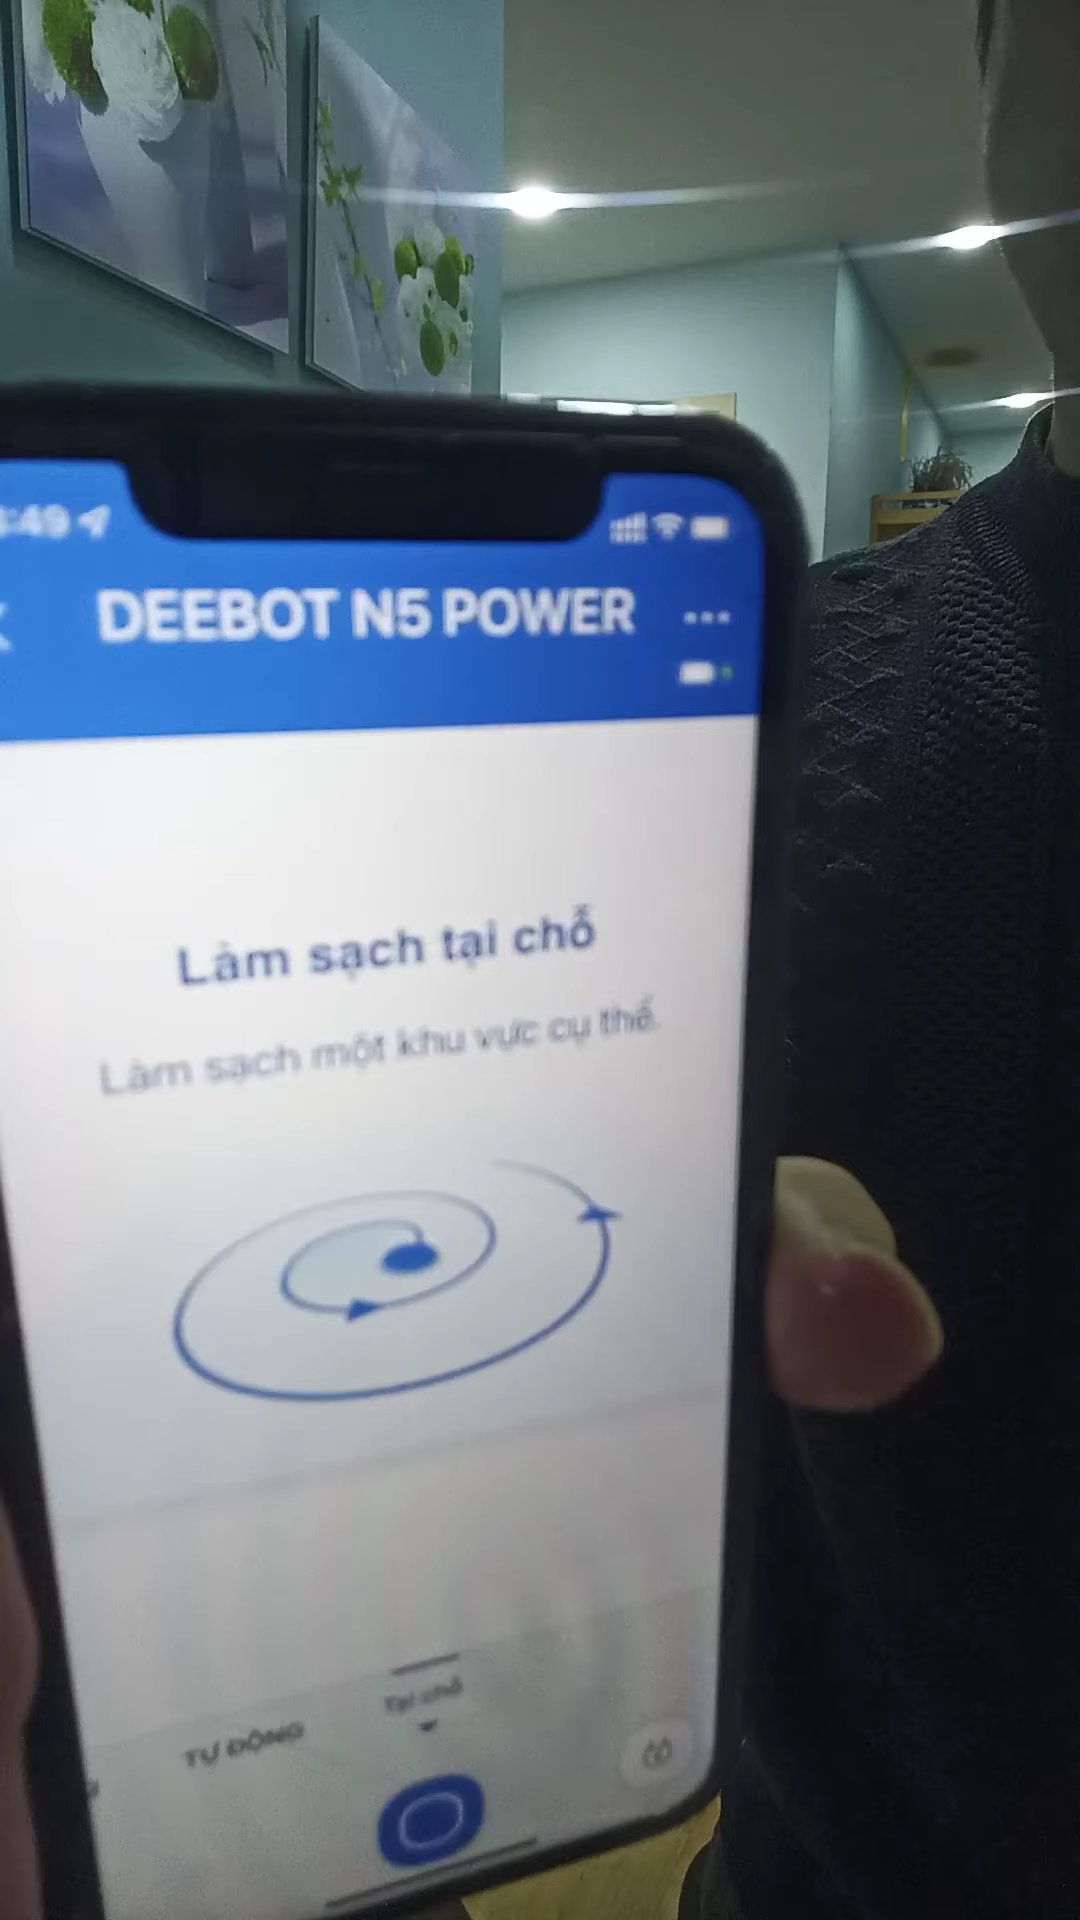 DEEBOT N5 POWER
Làm sạch tại chỗ
Làm sạch một khu vực cụ thể.
Tại chỗ
TỰ ĐỘNG